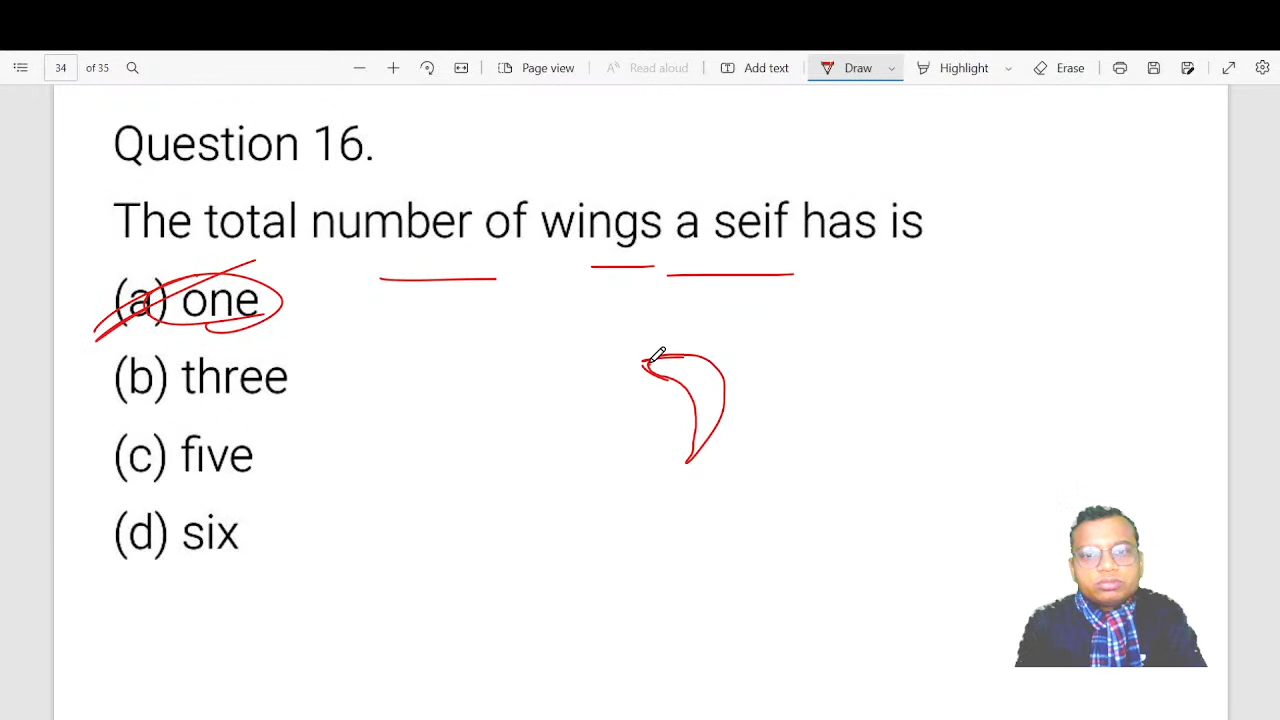 34 of 35 Page view Read aloud Add text Draw Highlight Erase
Question 16.
The total number of wings a seif has is
(a) one
(b) three
(c) five
(d) six